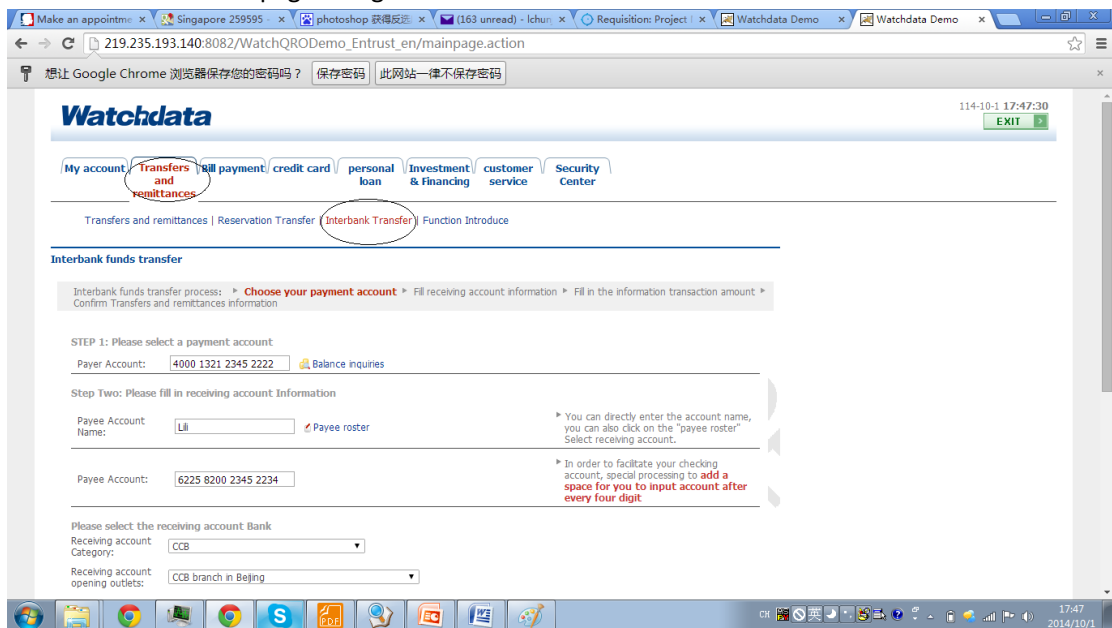 Make an appointme
Singapore 259595 -
photoshop 获得反选
(163 unread) - lchun
Requisition: Project
Watchdata Demo
Watchdata Demo
219.235.193.140:8082/WatchQRODemo_Entrust_en/mainpage.action
想让 Google Chrome 浏览器保存您的密码吗？ 保存密码 此网站一律不保存密码
Watchdata
114-10-1 17:47:30
EXIT
My account
Transfers and remittances
Bill payment
credit card
personal loan
Investment & Financing
customer service
Security Center
Transfers and remittances | Reservation Transfer | Interbank Transfer | Function Introduce
Interbank funds transfer
Interbank funds transfer process: Choose your payment account Fill receiving account information Fill in the information transaction amount
Confirm Transfers and remittances information
STEP 1: Please select a payment account
Payer Account: 4000 1321 2345 2222 Balance inquiries
Step Two: Please fill in receiving account Information
Payee Account
Name:
Lili
Payee roster
You can directly enter the account name,
you can also click on the "payee roster"
Select receiving account.
Payee Account: 6225 8200 2345 2234
In order to facilitate your checking
account, special processing to add a
space for you to input account after
every four digit
Please select the receiving account Bank
Receiving account
Category:
CCB
Receiving account
opening outlets:
CCB branch in Beijing
CH
英
17:47
2014/10/1